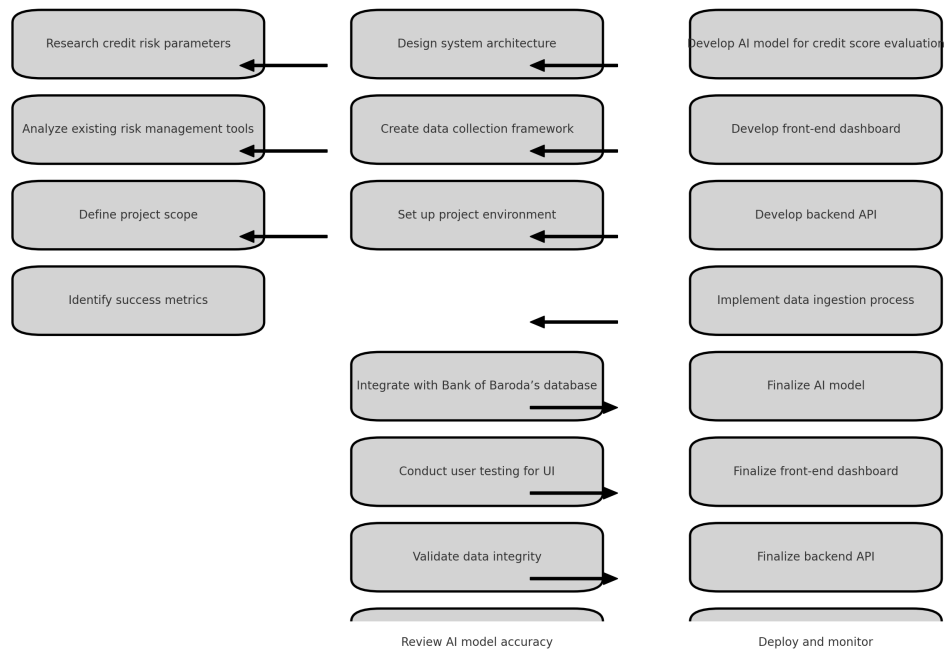 Research credit risk parameters
Design system architecture
Develop AI model for credit score evaluation
Analyze existing risk management tools
Create data collection framework
Develop front-end dashboard
Define project scope
Set up project environment
Develop backend API
Identify success metrics
Implement data ingestion process
Integrate with Bank of Baroda’s database
Finalize AI model
Conduct user testing for UI
Finalize front-end dashboard
Validate data integrity
Finalize backend API
Review AI model accuracy
Deploy and monitor